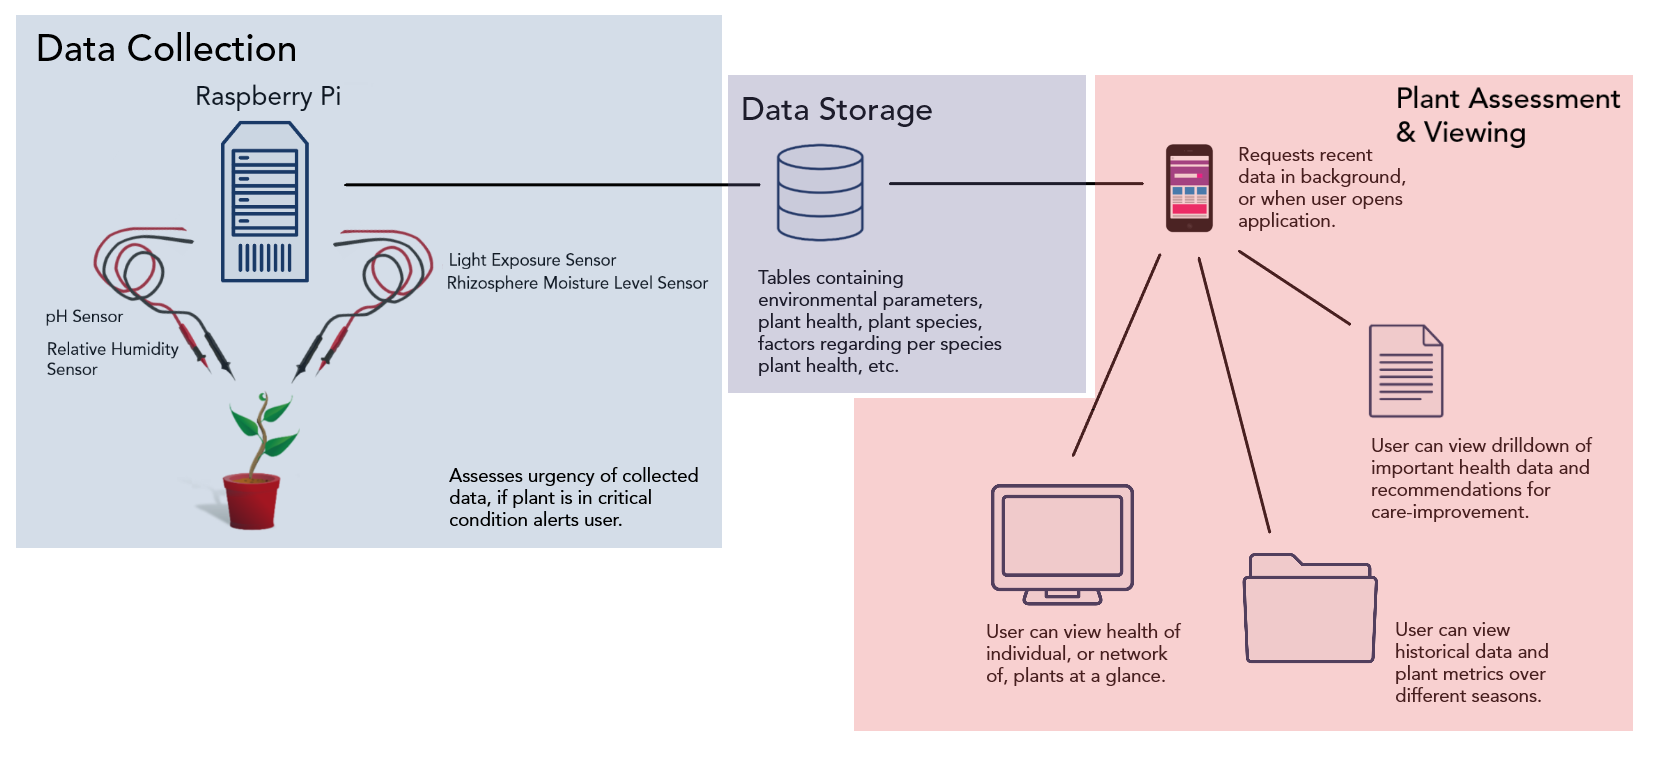 Data Collection
Raspberry Pi
Light Exposure Sensor
Rhizosphere Moisture Level Sensor
pH Sensor
Relative Humidity
Sensor
Assesses urgency of collected
data, if plant is in critical
condition alerts user.
Data Storage
Tables containing
environmental parameters,
plant health, plant species,
factors regarding per species
plant health, etc.
Plant Assessment
& Viewing
Requests recent
data in background,
or when user opens
application.
User can view drilldown of
important health data and
recommendations for
care-improvement.
User can view health of
individual, or network
of, plants at a glance.
User can view
historical data and
plant metrics over
different seasons.